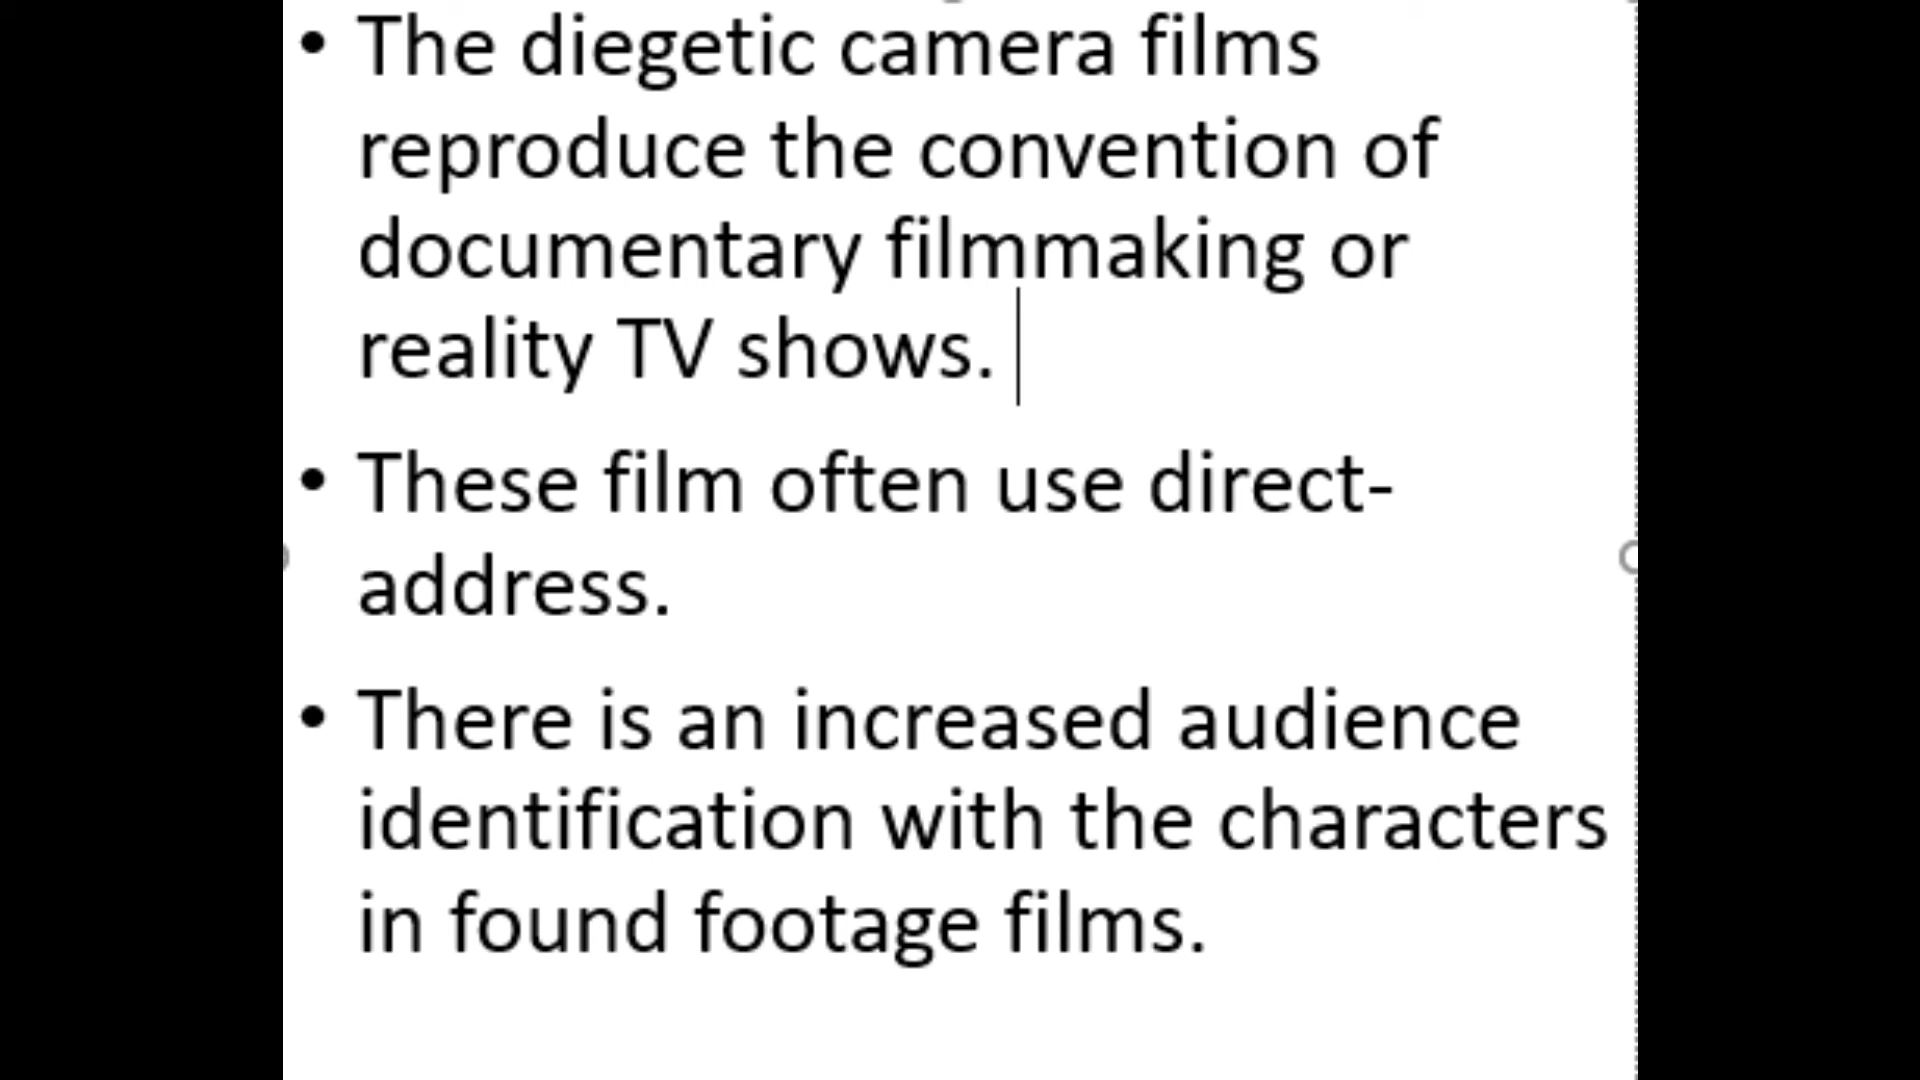 • The diegetic camera films
reproduce the convention of
documentary filmmaking or
reality TV shows.
• These film often use direct-
address.
• There is an increased audience
identification with the characters
in found footage films.